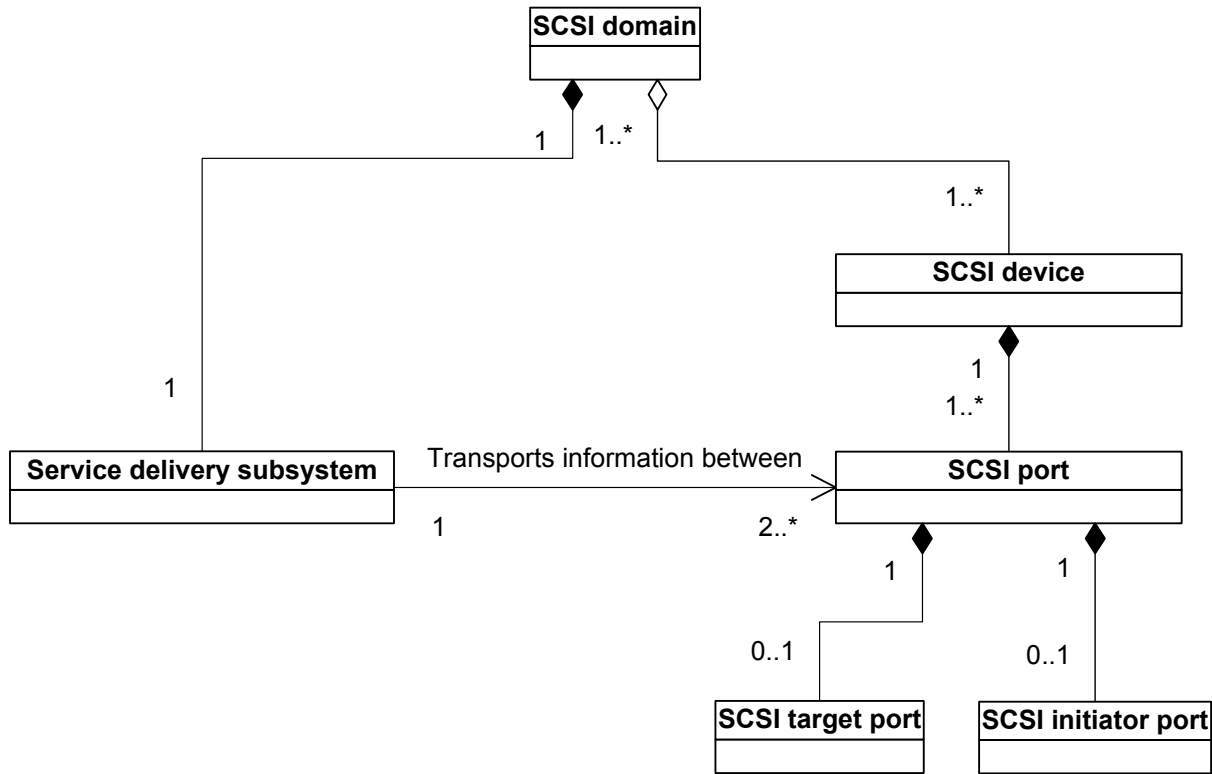 SCSI domain
1
1..*
1..*
SCSI device
1
1..*
1
Service delivery subsystem
Transports information between
SCSI port
1
2..*
1
1
0..1
0..1
SCSI target port
SCSI initiator port